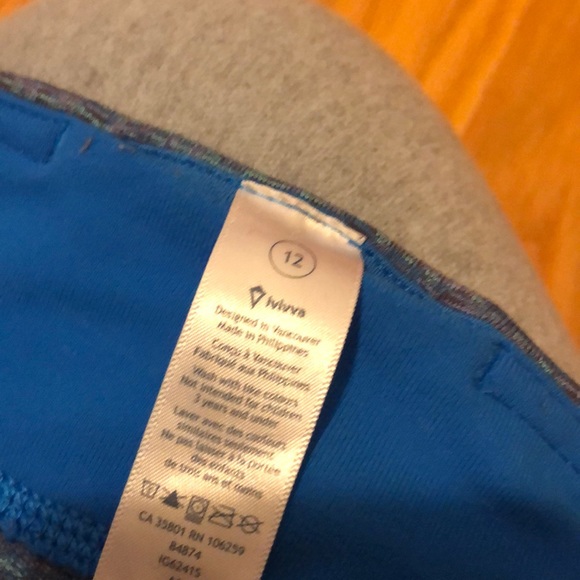 12
ivivva
Designed in Vancouver
Made in Philippines
Conçu à Vancouver
Fabriqué aux Philippines
Wash with like colours
Not intended for children
3 years and under
Laver avec des couleurs
similaires seulement.
Ne pas laisser à la portée
des enfants
de trois ans et moins
CA 35801 RN 106259
84874
IG62415